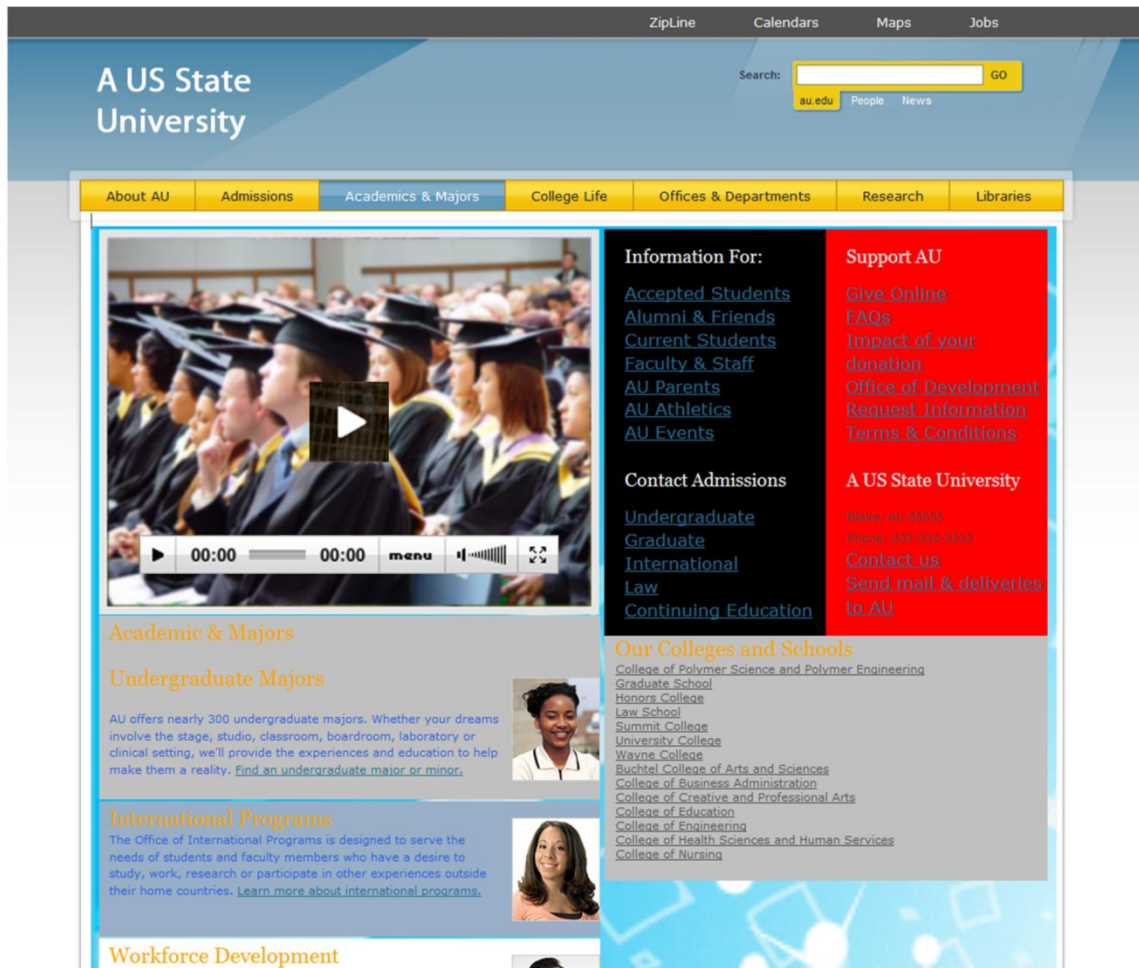 ZipLine Calendars Maps Jobs
A US State
University
Search: GO
au.edu People News
About AU Admissions Academics & Majors College Life Offices & Departments Research Libraries
00:00 00:00 menu
Academic & Majors
Undergraduate Majors
AU offers nearly 300 undergraduate majors. Whether your dreams
involve the stage, studio, classroom, boardroom, laboratory or
clinical setting, we'll provide the experiences and education to help
make them a reality. Find an undergraduate major or minor.
International Programs
The Office of International Programs is designed to serve the
needs of students and faculty members who have a desire to
study, work, research or participate in other experiences outside
their home countries. Learn more about international programs.
Workforce Development
Information For:
Accepted Students
Alumni & Friends
Current Students
Faculty & Staff
AU Parents
AU Athletics
AU Events
Contact Admissions
Undergraduate
Graduate
International
Law
Continuing Education
Support AU
Give Online
FAQs
Impact of your
donation
Office of Development
Request Information
Terms & Conditions
A US State University
Blake, AU 55555
Phone: 333-333-3333
Contact us
Send mail & deliveries
to AU
Our Colleges and Schools
College of Polymer Science and Polymer Engineering
Graduate School
Honors College
Law School
Summit College
University College
Wayne College
Buchtel College of Arts and Sciences
College of Business Administration
College of Creative and Professional Arts
College of Education
College of Engineering
College of Health Sciences and Human Services
College of Nursing